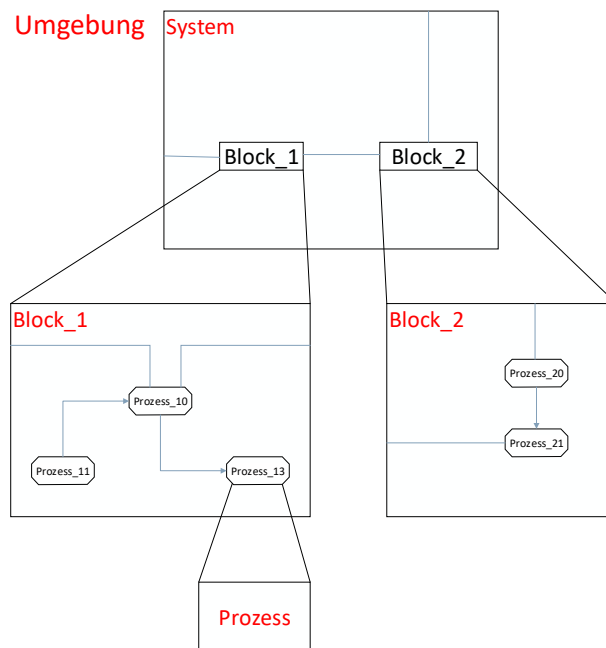 Umgebung
System
Block_1
Block_2
Block_1
Block_2
Prozess_20
Prozess_10
Prozess_21
Prozess_11
Prozess_13
Prozess